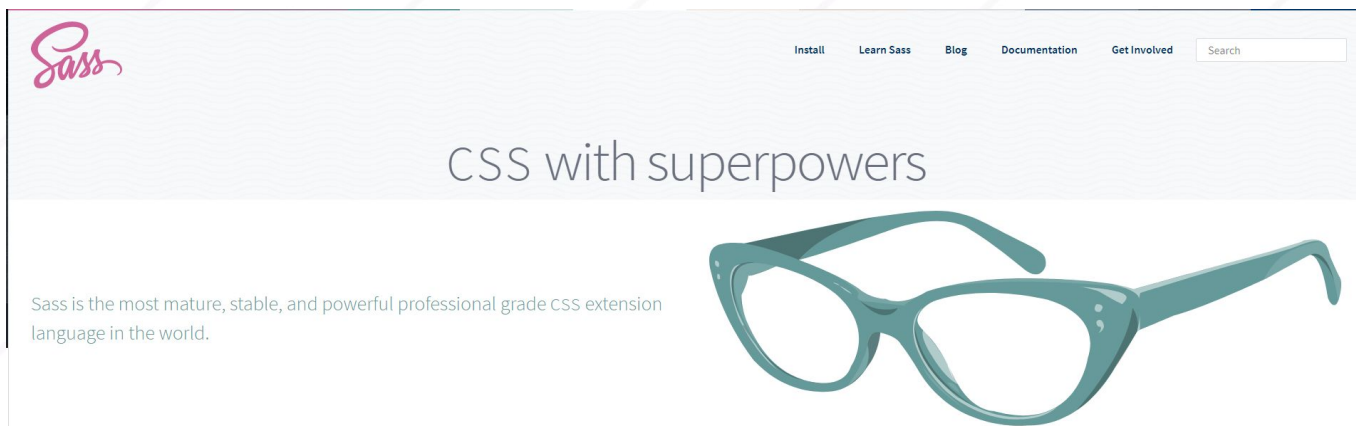 Sass
Install Learn Sass Blog Documentation Get Involved Search
CSS with superpowers
Sass is the most mature, stable, and powerful professional grade CSS extension
language in the world.